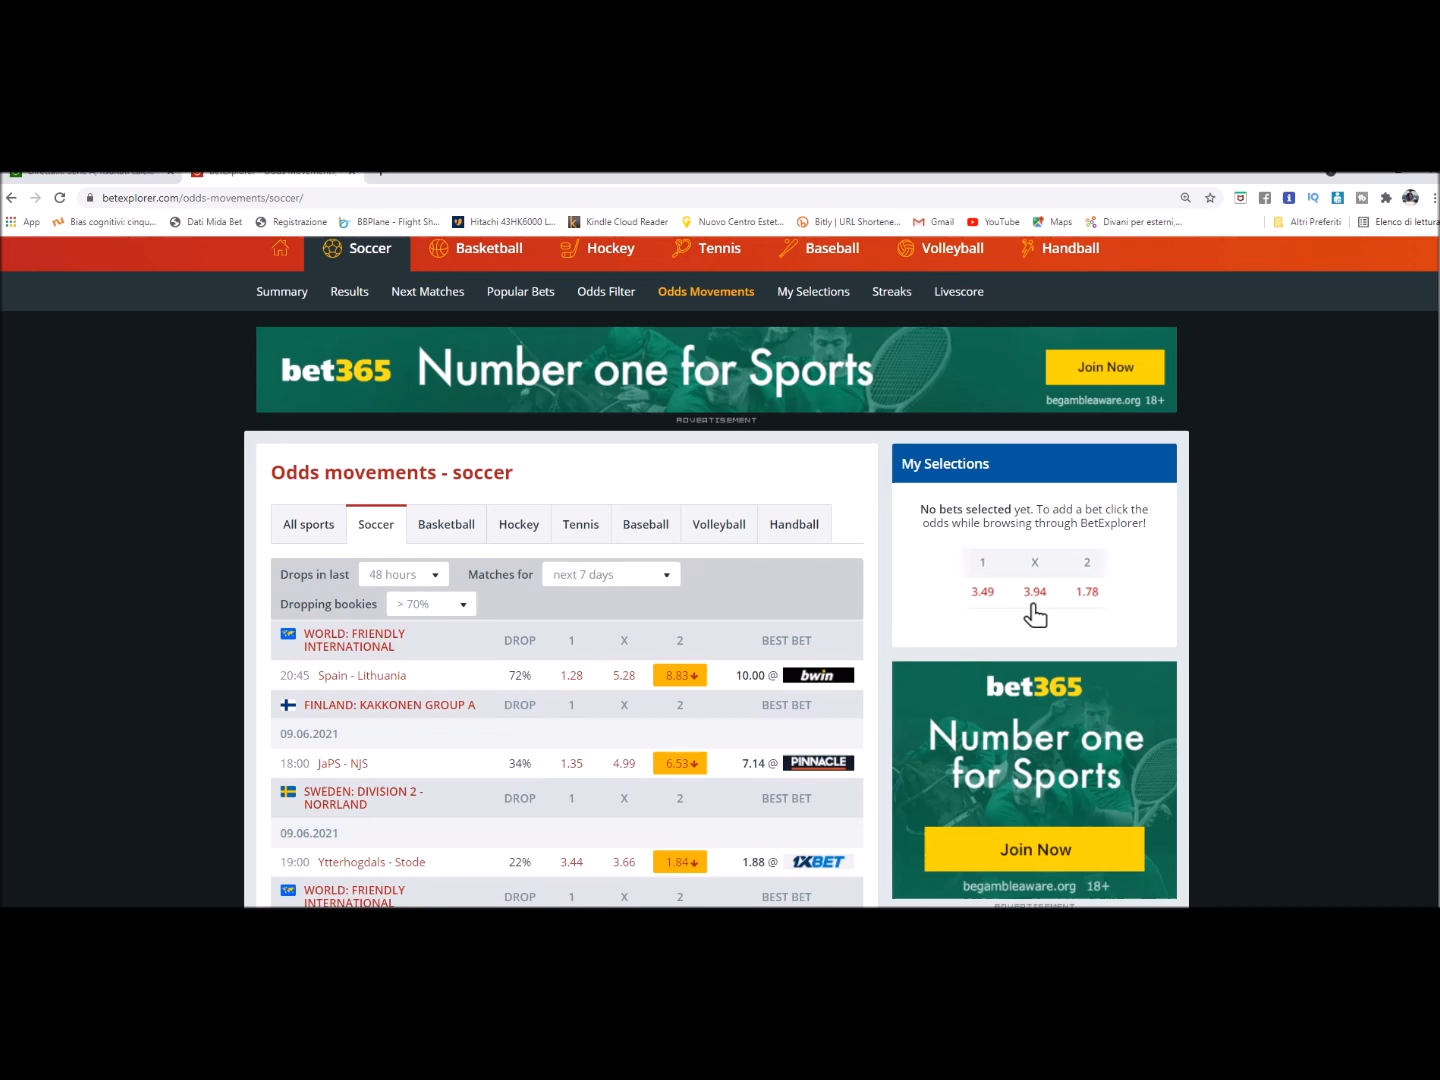 betexplorer.com/odds-movements/soccer/
App Bias cognitivi: cinqu... Dati Mida Bet Registrazione BBPlane - Flight Sh... Hitachi 43HK6000 L... Kindle Cloud Reader Nuovo Centro Estet... Bitly | URL Shortene... Gmail YouTube Maps Divani per esterni,... Altri Preferiti Elenco di lettura
Soccer Basketball Hockey Tennis Baseball Volleyball Handball
Summary Results Next Matches Popular Bets Odds Filter Odds Movements My Selections Streaks Livescore
bet365 Number one for Sports Join Now
begambleaware.org 18+
ADVERTISEMENT
Odds movements - soccer
All sports Soccer Basketball Hockey Tennis Baseball Volleyball Handball
Drops in last 48 hours Matches for next 7 days
Dropping bookies > 70%
WORLD: FRIENDLY
INTERNATIONAL DROP 1 X 2 BEST BET
20:45 Spain - Lithuania 72% 1.28 5.28 8.83 10.00 @ bwin
FINLAND: KAKKONEN GROUP A DROP 1 X 2 BEST BET
09.06.2021
18:00 JaPS - NJS 34% 1.35 4.99 6.53 7.14 @ PINNACLE
SWEDEN: DIVISION 2 -
NORRLAND DROP 1 X 2 BEST BET
09.06.2021
19:00 Ytterhogdals - Stode 22% 3.44 3.66 1.84 1.88 @ 1XBET
WORLD: FRIENDLY
INTERNATIONAL DROP 1 X 2 BEST BET
My Selections
No bets selected yet. To add a bet click the
odds while browsing through BetExplorer!
1 X 2
3.49 3.94 1.78
bet365
Number one
for Sports
Join Now
begambleaware.org 18+
ADVERTISEMENT